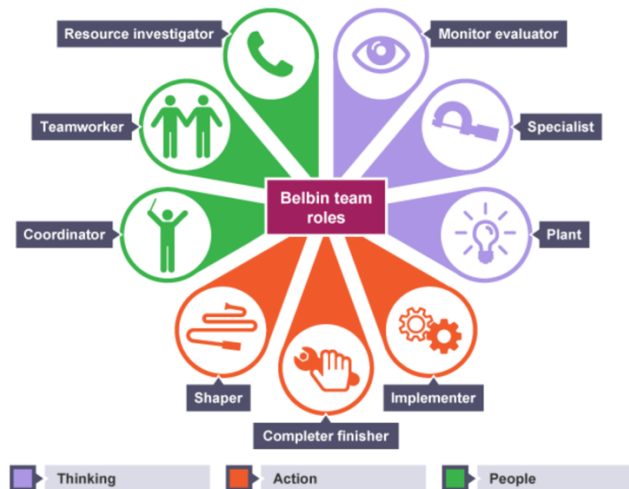 Resource investigator
Monitor evaluator
Teamworker
Specialist
Belbin team
roles
Coordinator
Plant
Shaper
Implementer
Completer finisher
Thinking
Action
People